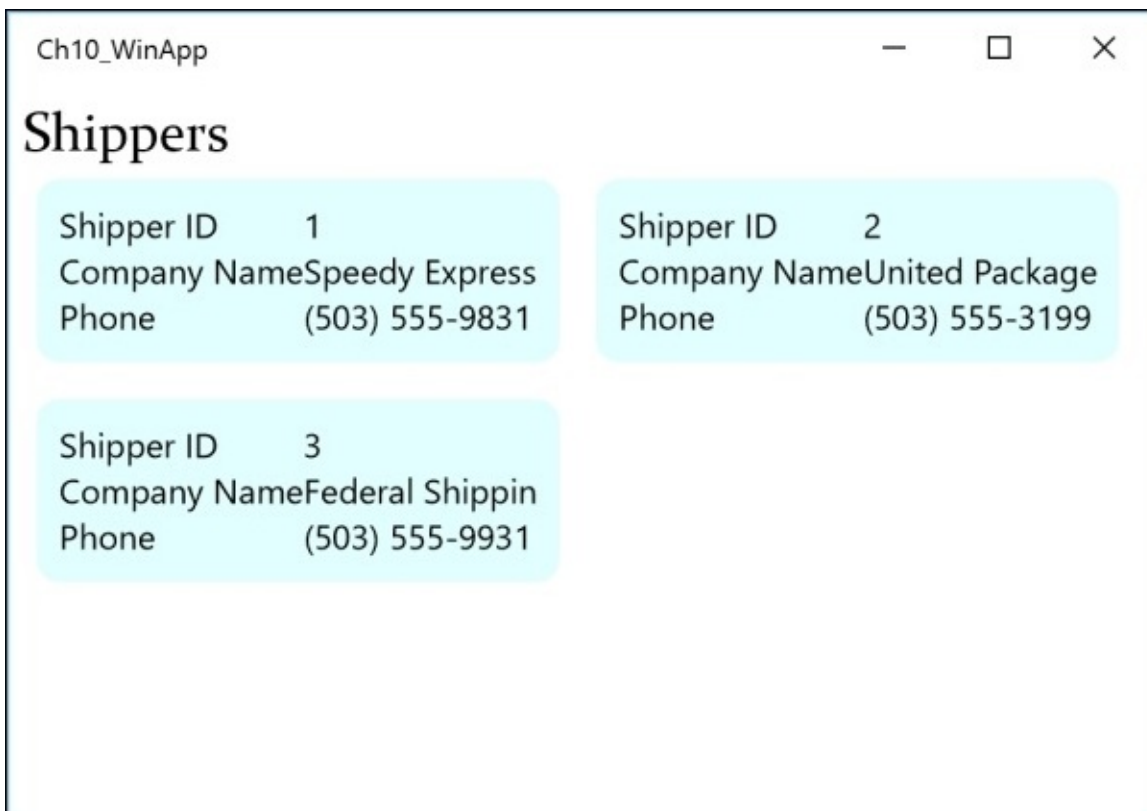 Ch10_WinApp
Shippers
Shipper ID 1
Company NameSpeedy Express
Phone (503) 555-9831
Shipper ID 2
Company NameUnited Package
Phone (503) 555-3199
Shipper ID 3
Company NameFederal Shippin
Phone (503) 555-9931